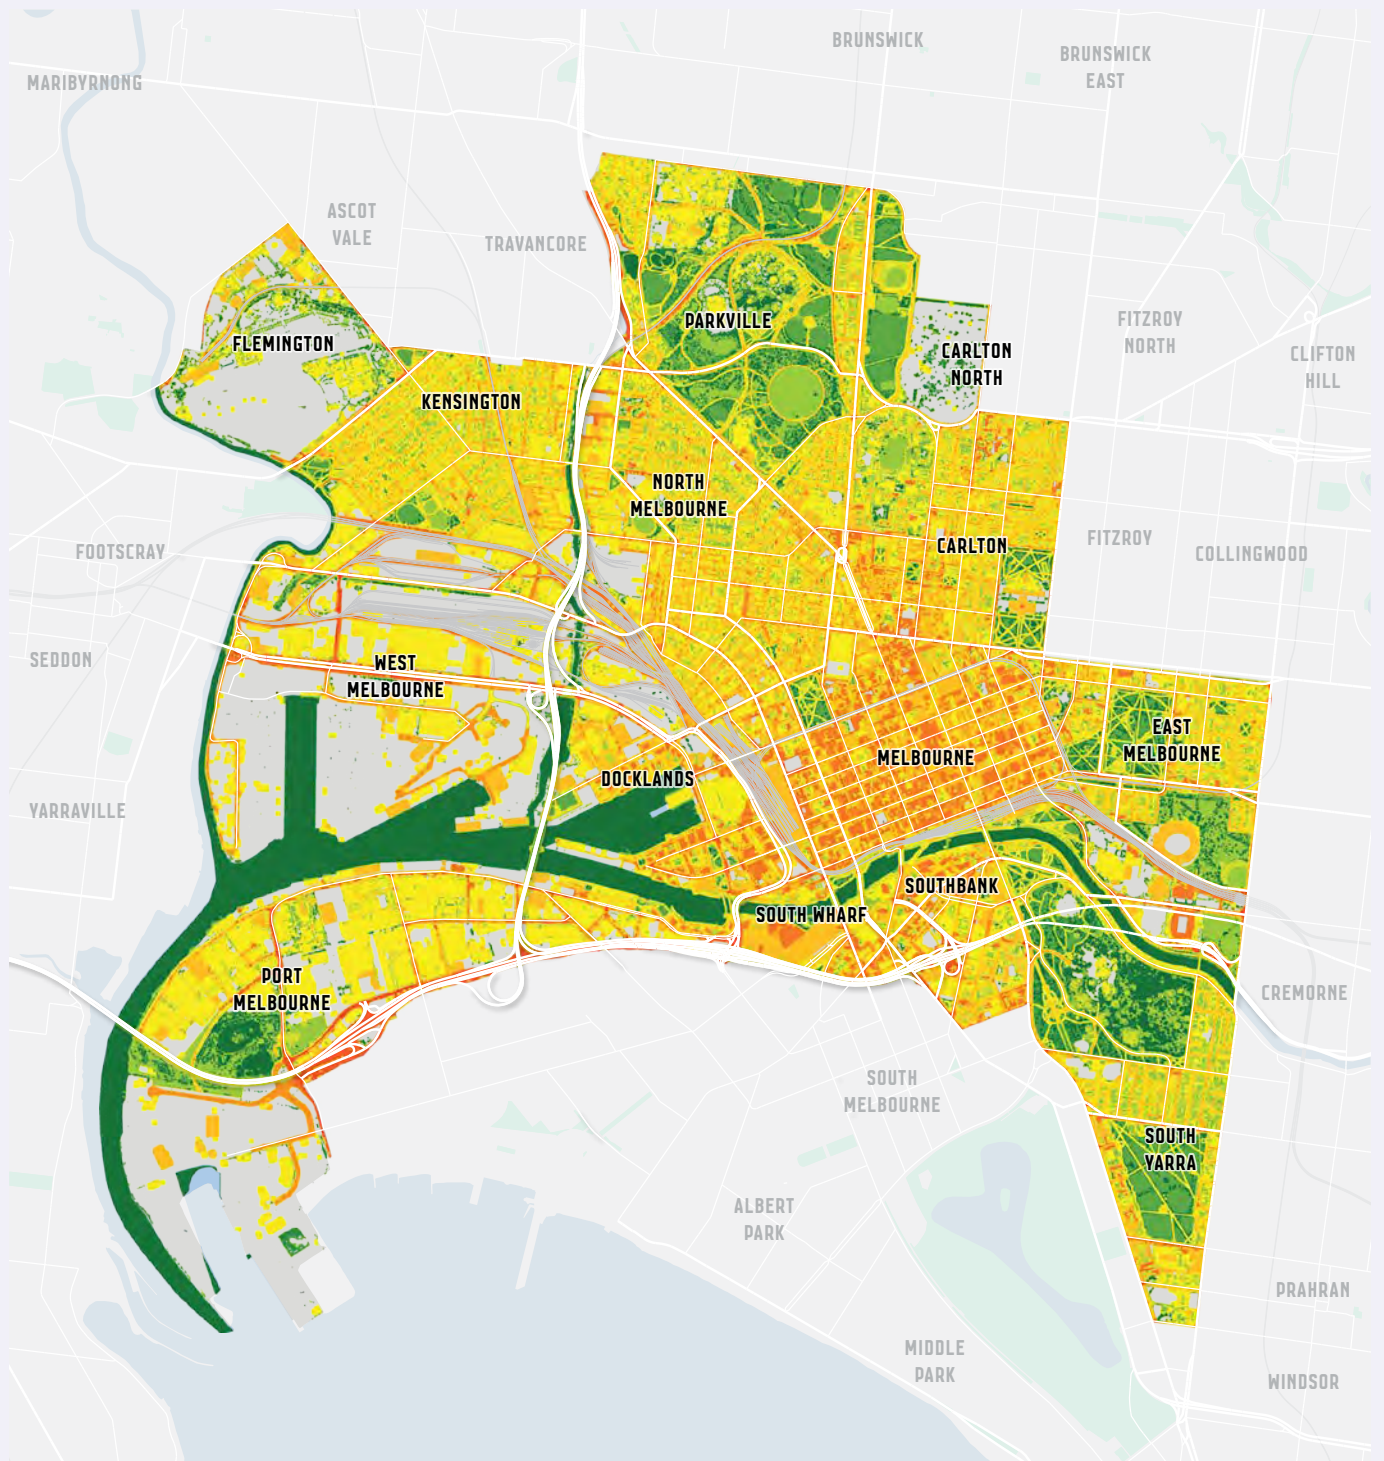 BRUNSWICK
BRUNSWICK
EAST
MARIBYRNONG
ASCOT
VALE
TRAVANCORE
FLEMINGTON
PARKVILLE
CARLTON
NORTH
FITZROY
NORTH
CLIFTON
HILL
KENSINGTON
NORTH
MELBOURNE
CARLTON
FITZROY
COLLINGWOOD
FOOTSCRAY
SEDDON
WEST
MELBOURNE
EAST
MELBOURNE
MELBOURNE
DOCKLANDS
YARRAVILLE
SOUTHBANK
SOUTH WHARF
PORT
MELBOURNE
CREMORNE
SOUTH
MELBOURNE
SOUTH
YARRA
ALBERT
PARK
PRAHRAN
MIDDLE
PARK
WINDSOR